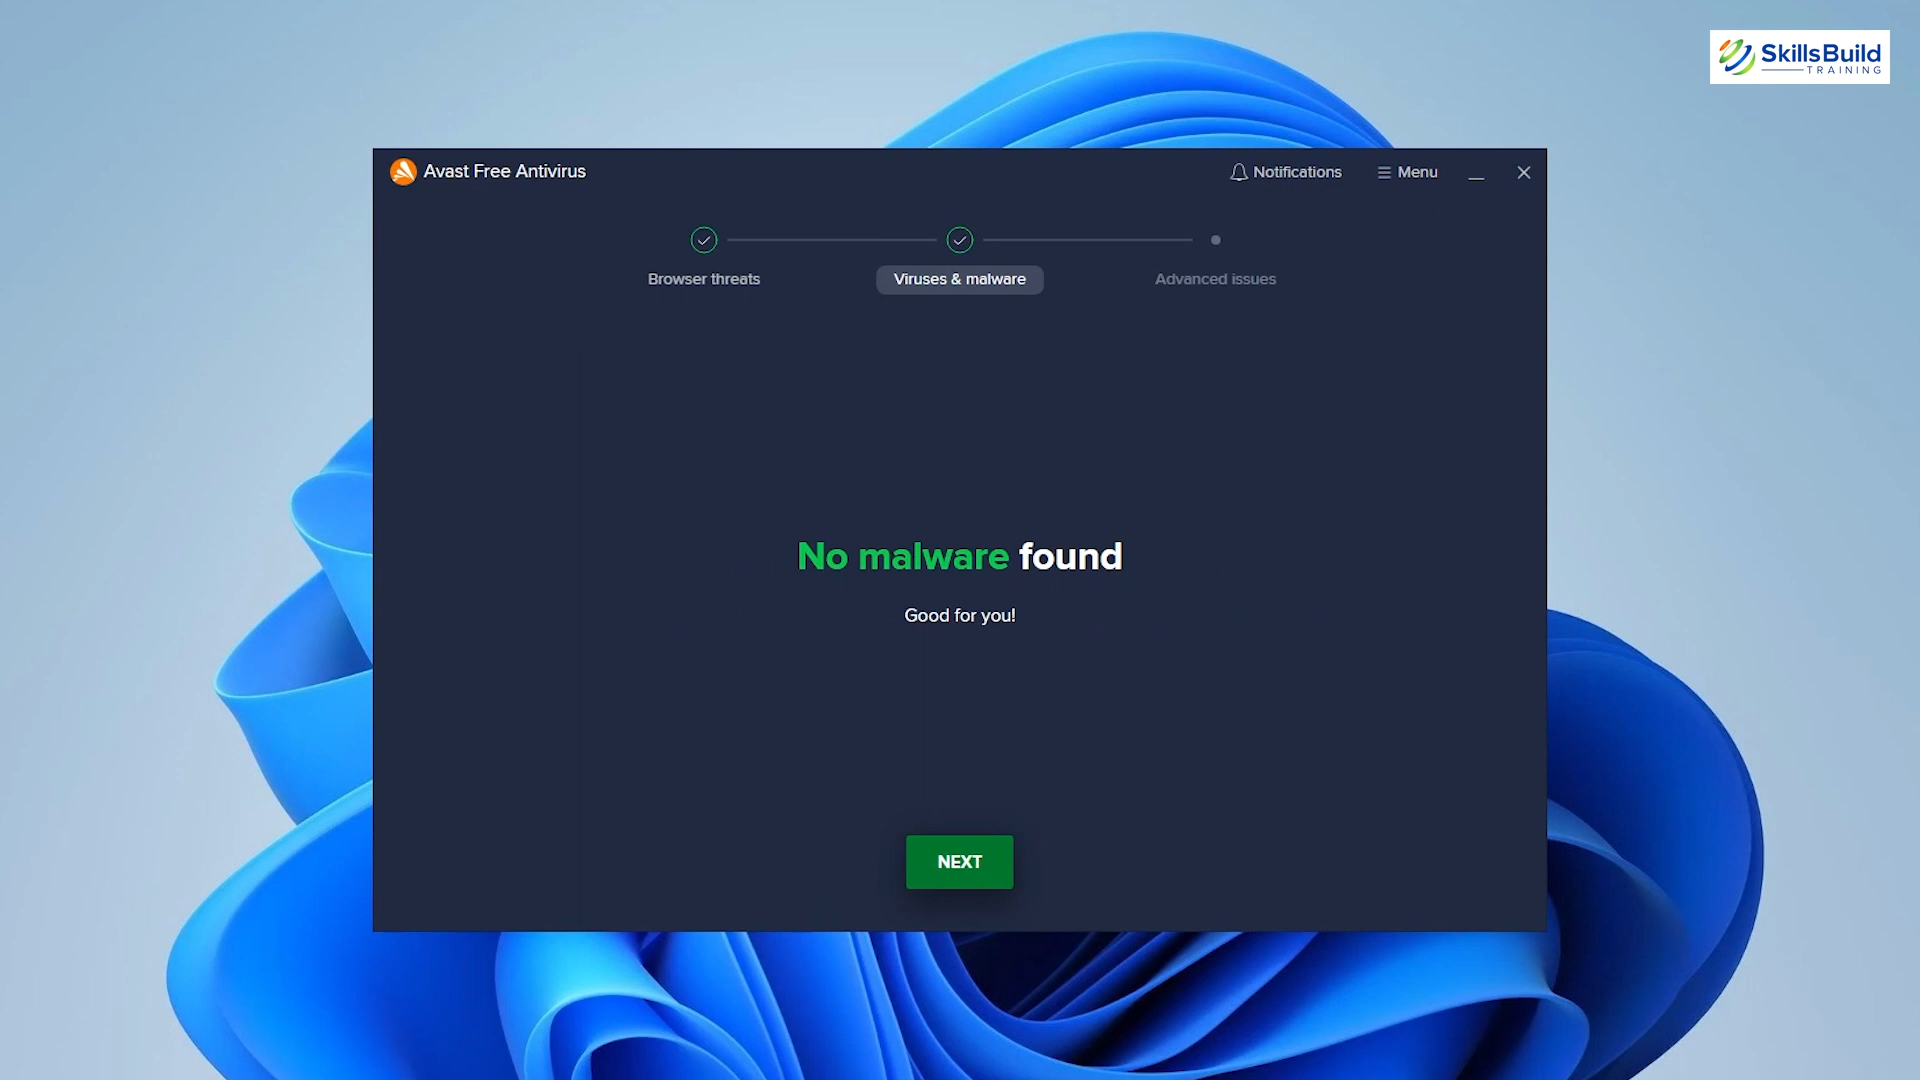 SkillsBuild
TRAINING
Avast Free Antivirus
Notifications
Menu
Browser threats
Viruses & malware
Advanced issues
No malware found
Good for you!
NEXT